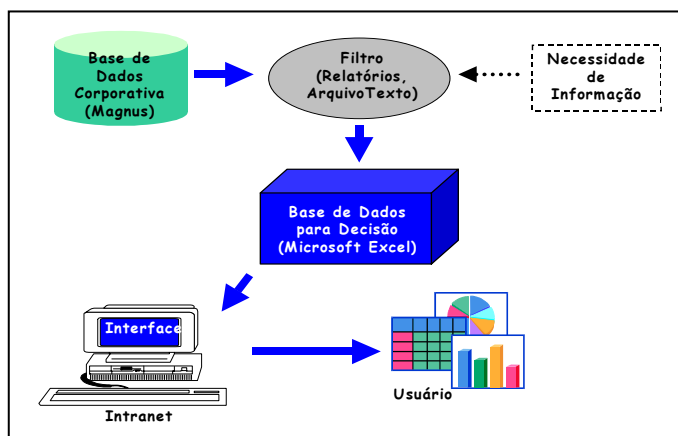 Base de
Dados
Corporativa
(Magnus)
Filtro
(Relatórios,
ArquivoTexto)
Necessidade
de
Informação
Base de Dados
para Decisão
(Microsoft Excel)
Interface
Intranet
Usuário